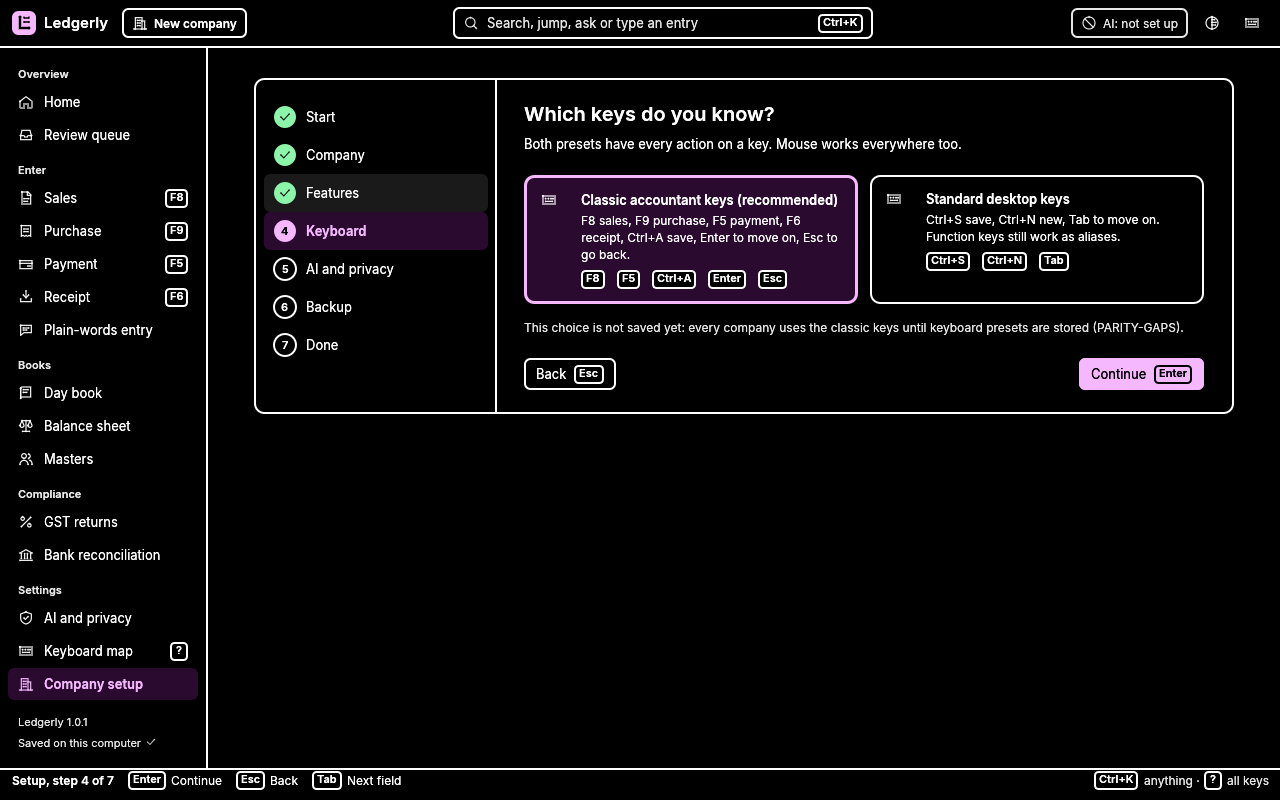 Ledgerly
New company
Search, jump, ask or type an entry Ctrl+K
AI: not set up
Overview
Home
Review queue
Enter
Sales F8
Purchase F9
Payment F5
Receipt F6
Plain-words entry
Books
Day book
Balance sheet
Masters
Compliance
GST returns
Bank reconciliation
Settings
AI and privacy
Keyboard map ?
Company setup
Ledgerly 1.0.1
Saved on this computer
Start
Company
Features
4 Keyboard
5 AI and privacy
6 Backup
7 Done
Which keys do you know?
Both presets have every action on a key. Mouse works everywhere too.
Classic accountant keys (recommended)
F8 sales, F9 purchase, F5 payment, F6
receipt, Ctrl+A save, Enter to move on, Esc to
go back.
F8 F5 Ctrl+A Enter Esc
Standard desktop keys
Ctrl+S save, Ctrl+N new, Tab to move on.
Function keys still work as aliases.
Ctrl+S Ctrl+N Tab
This choice is not saved yet: every company uses the classic keys until keyboard presets are stored (PARITY-GAPS).
Back Esc
Continue Enter
Setup, step 4 of 7 Enter Continue Esc Back Tab Next field
Ctrl+K anything · ? all keys